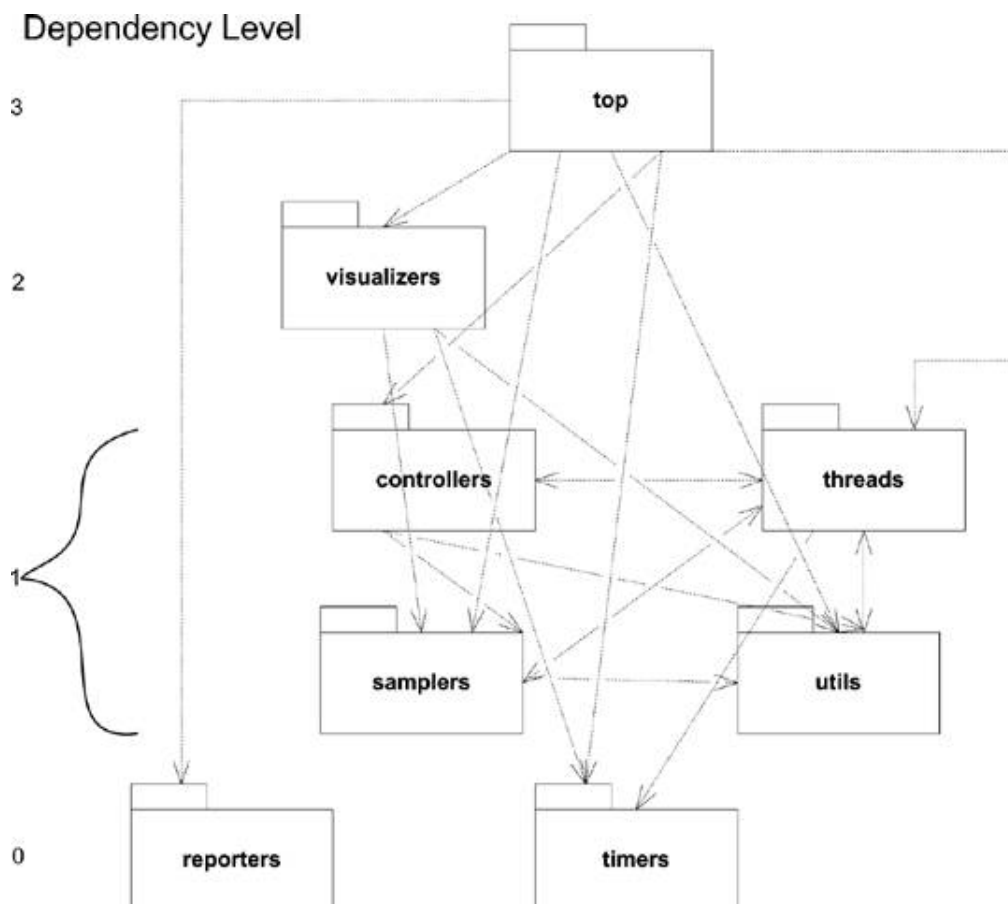 Dependency Level
3
top
2
visualizers
controllers
threads
1
samplers
utils
0
reporters
timers